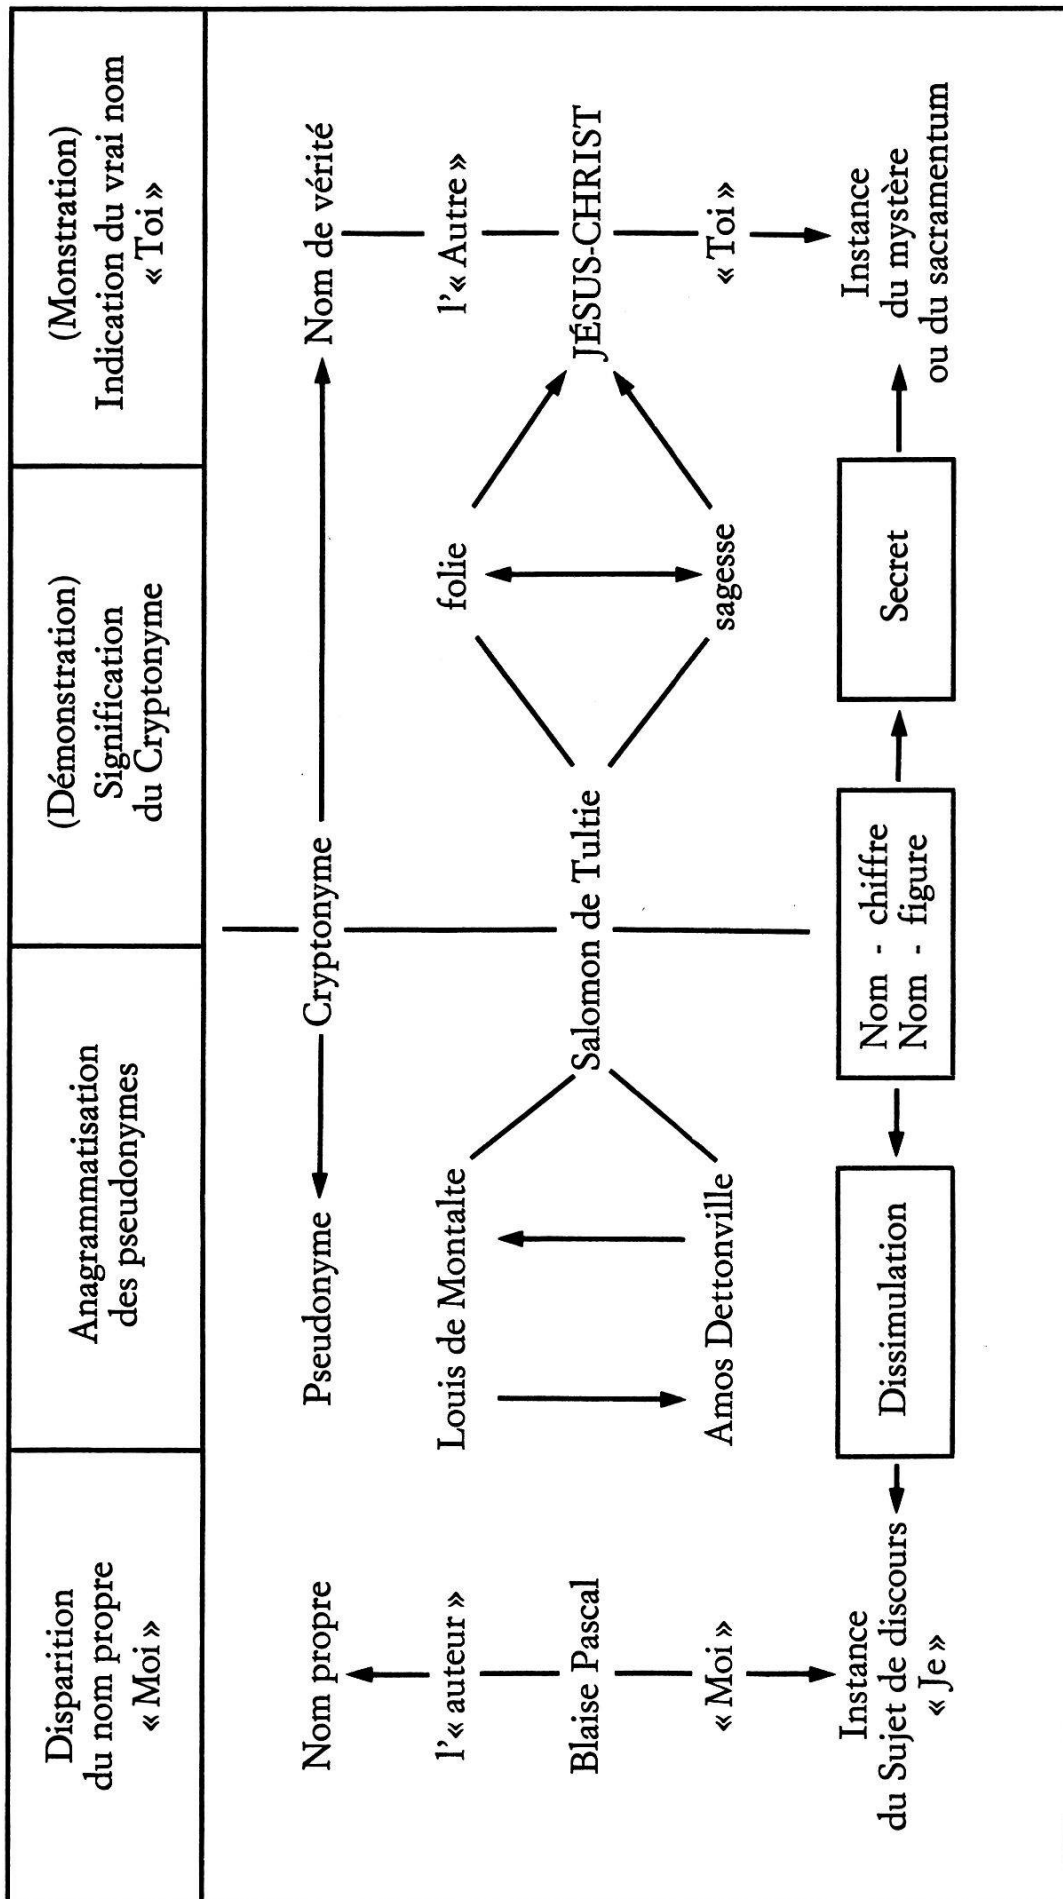 Disparition
du nom propre
« Moi »
Anagrammatisation
des pseudonymes
(Démonstration)
Signification
du Cryptonyme
(Monstration)
Indication du vrai nom
« Toi »
Nom propre
Pseudonyme
Cryptonyme
Nom de vérité
l'« auteur »
Louis de Montalte
folie
l'« Autre »
Blaise Pascal
Salomon de Tultie
JÉSUS-CHRIST
« Moi »
Amos Dettonville
sagesse
« Toi »
Instance
du Sujet de discours
« Je »
Dissimulation
Nom - chiffre
Nom - figure
Secret
Instance
du mystère
ou du sacramentum